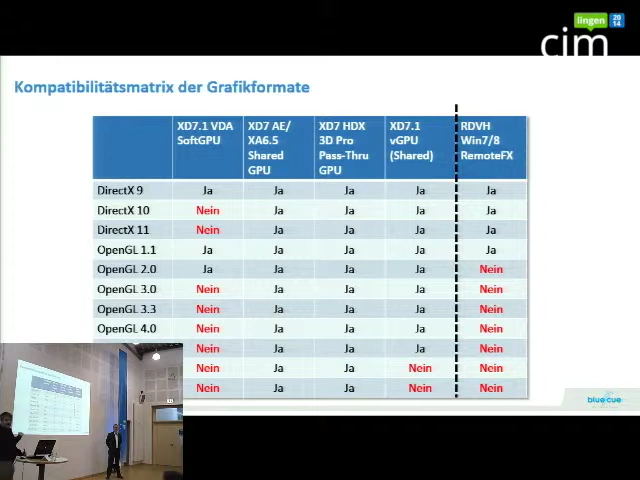 lingen 20
14
cim
Kompatibilitätsmatrix der Grafikformate
XD7.1 VDA SoftGPU XD7 AE/ XA6.5 Shared GPU XD7 HDX 3D Pro Pass-Thru GPU XD7.1 vGPU (Shared) RDVH Win7/8 RemoteFX
DirectX 9 Ja Ja Ja Ja Ja
DirectX 10 Nein Ja Ja Ja Ja
DirectX 11 Nein Ja Ja Ja Ja
OpenGL 1.1 Ja Ja Ja Ja Ja
OpenGL 2.0 Ja Ja Ja Ja Nein
OpenGL 3.0 Nein Ja Ja Ja Nein
OpenGL 3.3 Nein Ja Ja Ja Nein
OpenGL 4.0 Nein Ja Ja Ja Nein
Nein Ja Ja Ja Nein
Nein Ja Ja Nein Nein
Nein Ja Ja Nein Nein
blue cue